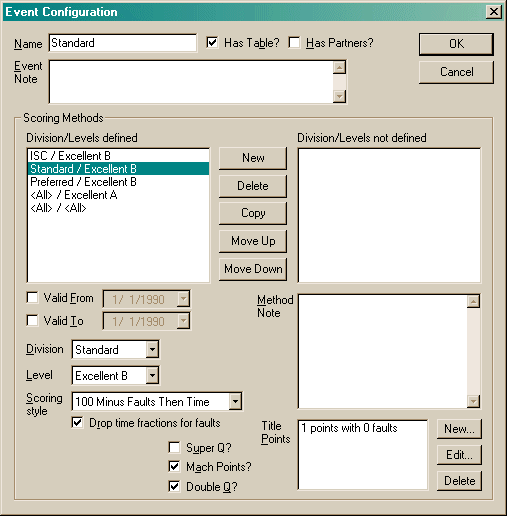 Event Configuration
Name Standard Has Table? Has Partners? OK
Event Note Cancel
Scoring Methods
Division/Levels defined Division/Levels not defined
ISC / Excellent B New
Standard / Excellent B
Preferred / Excellent B Delete
<All> / Excellent A
<All> / <All> Copy
Move Up
Move Down
Valid From 1/ 1/1990 Method Note
Valid To 1/ 1/1990
Division Standard
Level Excellent B
Scoring style 100 Minus Faults Then Time
Drop time fractions for faults Title Points 1 points with 0 faults New...
Super Q?
Mach Points? Edit...
Double Q? Delete